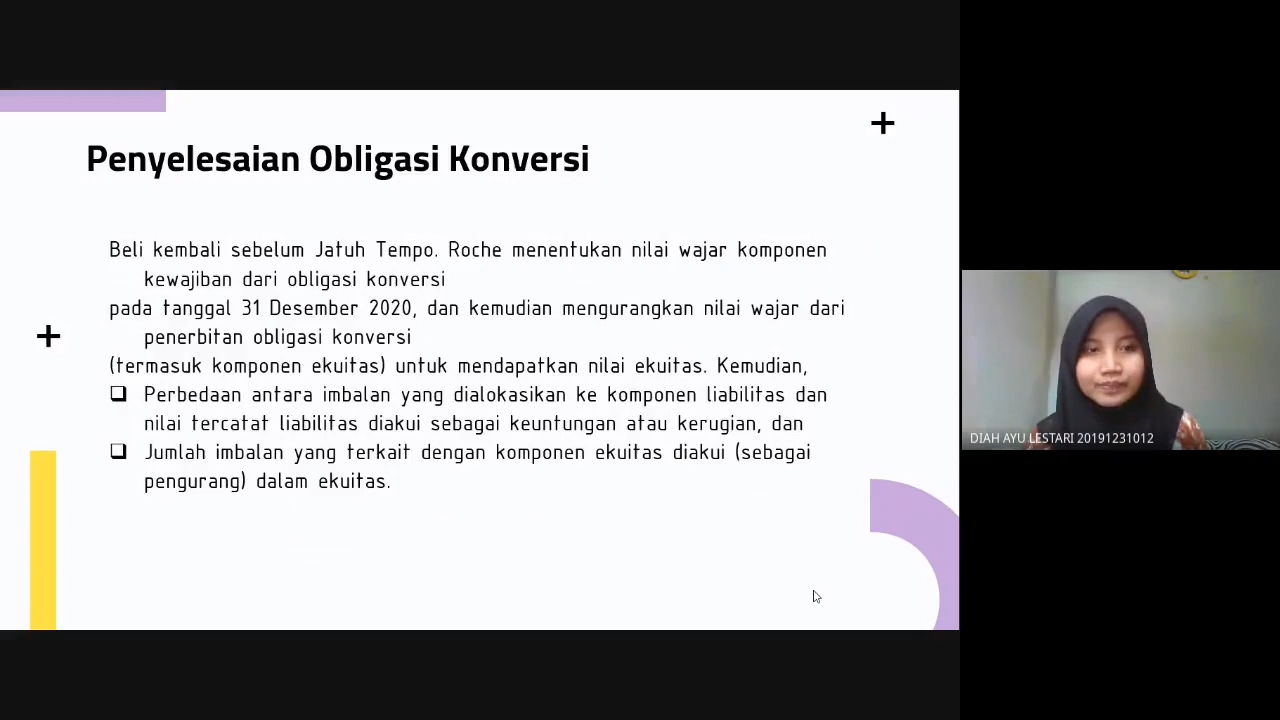 Penyelesaian Obligasi Konversi
Beli kembali sebelum Jatuh Tempo. Roche menentukan nilai wajar komponen
kewajiban dari obligasi konversi
pada tanggal 31 Desember 2020, dan kemudian mengurangkan nilai wajar dari
penerbitan obligasi konversi
(termasuk komponen ekuitas) untuk mendapatkan nilai ekuitas. Kemudian,
Perbedaan antara imbalan yang dialokasikan ke komponen liabilitas dan
nilai tercatat liabilitas diakui sebagai keuntungan atau kerugian, dan
Jumlah imbalan yang terkait dengan komponen ekuitas diakui (sebagai
pengurang) dalam ekuitas.
DIAH AYU LESTARI 20191231012